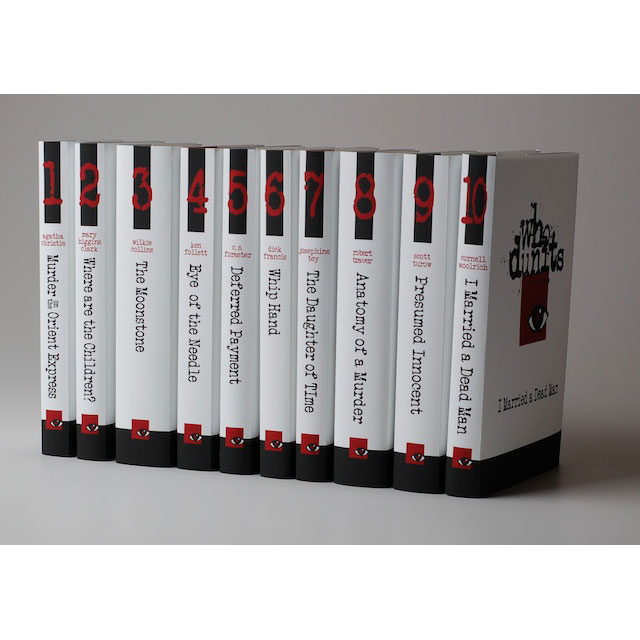 1
agatha
christie
Murder on the Orient Express
2
mary
higgins
clark
Where are the Children?
3
wilkie
collins
The Moonstone
4
ken
follett
Eye of the Needle
5
c. s.
forester
Deferred Payment
6
dick
francis
Whip Hand
7
josephine
tey
The Daughter of TIme
8
robert
traver
Anatomy of a Murder
9
scott
turow
Presumed Innocent
10
cornell
woolrich
I Married a Dead Man
who
dunits
I Married a Dead Man